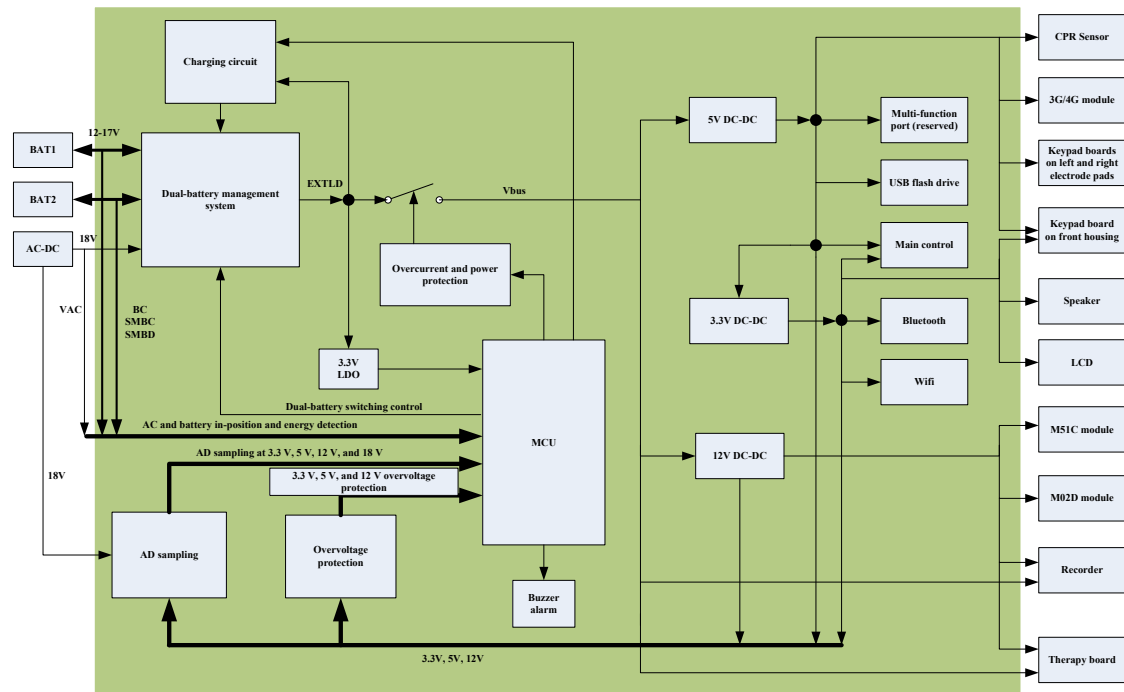 Charging circuit
12-17V
BAT1
BAT2
AC-DC
18V
Dual-battery management
system
EXTLD
Vbus
Overcurrent and power
protection
VAC
BC
SMBC
SMBD
3.3V
LDO
Dual-battery switching control
AC and battery in-position and energy detection
AD sampling at 3.3 V, 5 V, 12 V, and 18 V
3.3 V, 5 V, and 12 V overvoltage
protection
MCU
18V
AD sampling
Overvoltage
protection
Buzzer
alarm
3.3V, 5V, 12V
5V DC-DC
3.3V DC-DC
12V DC-DC
Multi-function
port (reserved)
USB flash drive
Main control
Bluetooth
Wifi
CPR Sensor
3G/4G module
Keypad boards
on left and right
electrode pads
Keypad board
on front housing
Speaker
LCD
M51C module
M02D module
Recorder
Therapy board